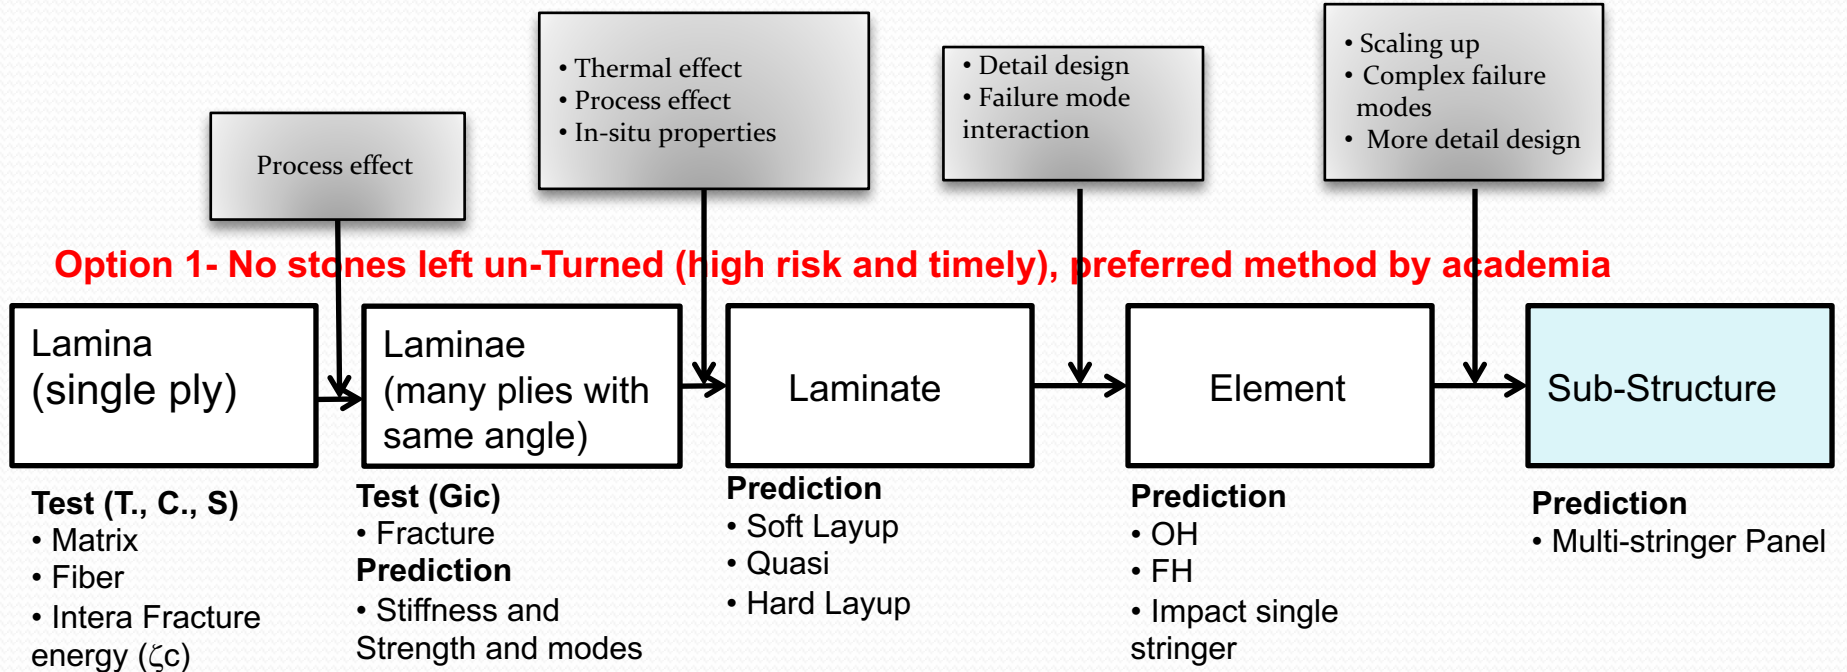 Process effect
• Thermal effect
• Process effect
• In-situ properties
• Detail design
• Failure mode
interaction
• Scaling up
• Complex failure
modes
• More detail design
Option 1- No stones left un-Turned (high risk and timely), preferred method by academia
Lamina
(single ply)
Laminae
(many plies with
same angle)
Laminate
Element
Sub-Structure
Test (T., C., S)
• Matrix
• Fiber
• Intera Fracture
energy (ζc)
Test (Gic)
• Fracture
Prediction
• Stiffness and
Strength and modes
Prediction
• Soft Layup
• Quasi
• Hard Layup
Prediction
• OH
• FH
• Impact single
stringer
Prediction
• Multi-stringer Panel